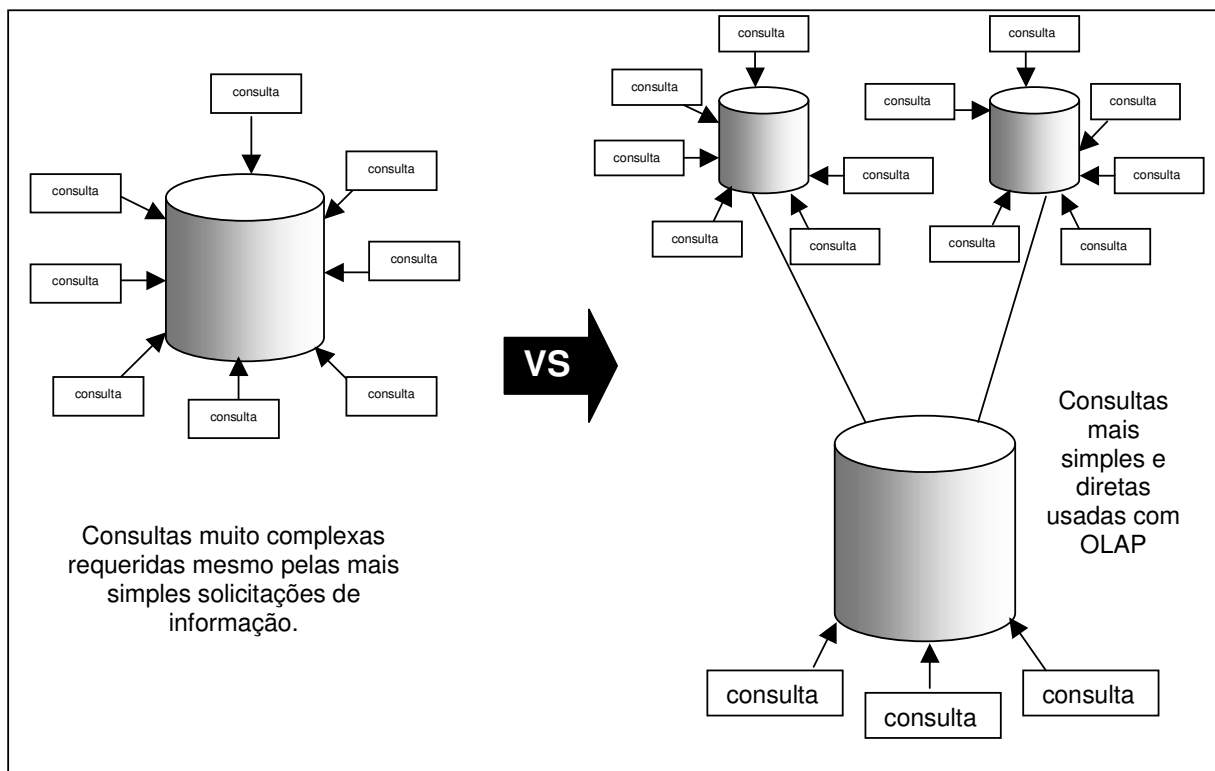 consulta
consulta
consulta
consulta
consulta
consulta
consulta
consulta
Consultas muito complexas
requeridas mesmo pelas mais
simples solicitações de
informação.
VS
consulta
consulta
consulta
consulta
consulta
consulta
consulta
consulta
consulta
consulta
consulta
consulta
Consultas
mais
simples e
diretas
usadas com
OLAP
consulta
consulta
consulta